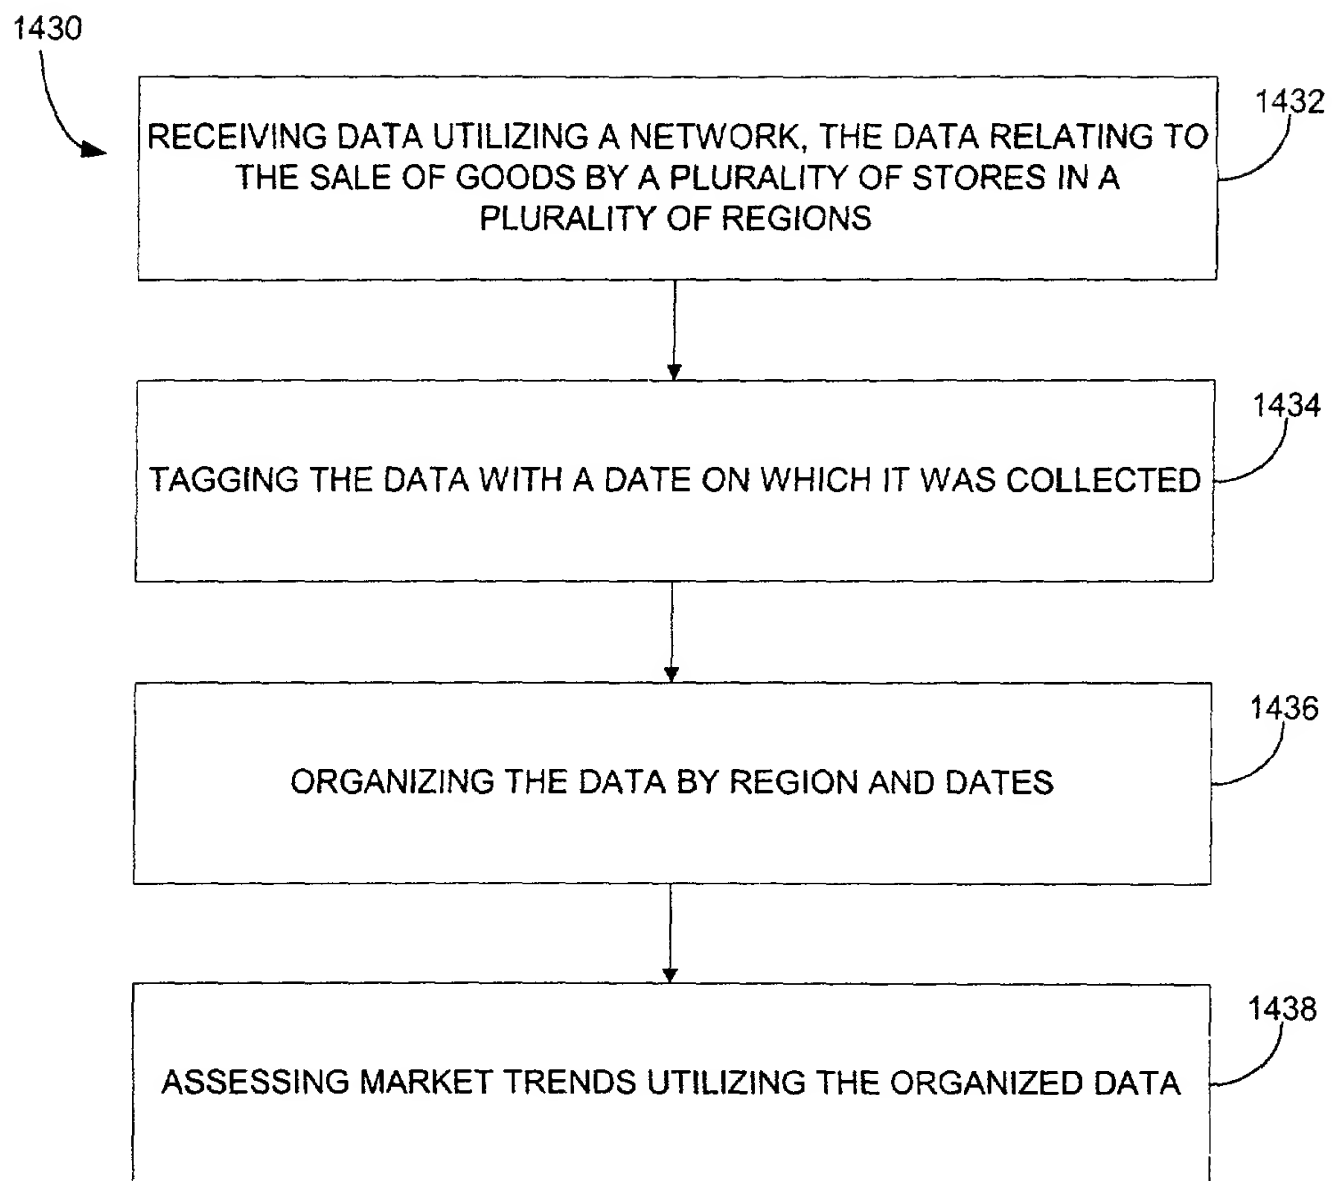 1430
1432
RECEIVING DATA UTILIZING A NETWORK, THE DATA RELATING TO
THE SALE OF GOODS BY A PLURALITY OF STORES IN A
PLURALITY OF REGIONS
1434
TAGGING THE DATA WITH A DATE ON WHICH IT WAS COLLECTED
1436
ORGANIZING THE DATA BY REGION AND DATES
1438
ASSESSING MARKET TRENDS UTILIZING THE ORGANIZED DATA